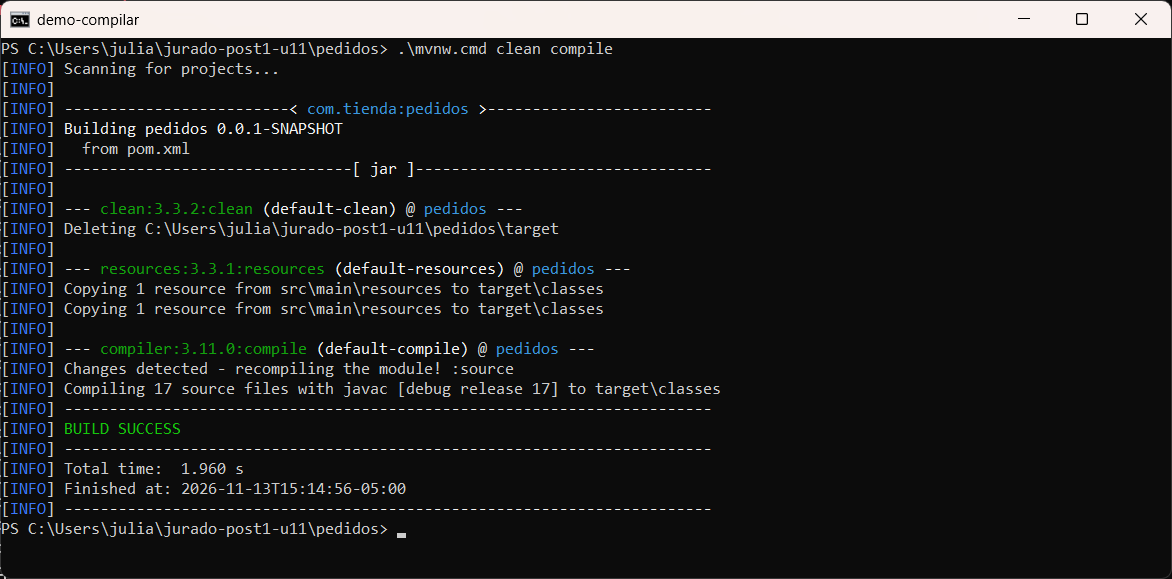 demo-compilar
PS C:\Users\julia\jurado-post1-u11\pedidos> .\mvnw.cmd clean compile
[INFO] Scanning for projects...
[INFO]
[INFO] -------------------------< com.tienda:pedidos >-------------------------
[INFO] Building pedidos 0.0.1-SNAPSHOT
[INFO]   from pom.xml
[INFO] --------------------------------[ jar ]---------------------------------
[INFO]
[INFO] --- clean:3.3.2:clean (default-clean) @ pedidos ---
[INFO] Deleting C:\Users\julia\jurado-post1-u11\pedidos\target
[INFO]
[INFO] --- resources:3.3.1:resources (default-resources) @ pedidos ---
[INFO] Copying 1 resource from src\main\resources to target\classes
[INFO] Copying 1 resource from src\main\resources to target\classes
[INFO]
[INFO] --- compiler:3.11.0:compile (default-compile) @ pedidos ---
[INFO] Changes detected - recompiling the module! :source
[INFO] Compiling 17 source files with javac [debug release 17] to target\classes
[INFO] ------------------------------------------------------------------------
[INFO] BUILD SUCCESS
[INFO] ------------------------------------------------------------------------
[INFO] Total time:  1.960 s
[INFO] Finished at: 2026-11-13T15:14:56-05:00
[INFO] ------------------------------------------------------------------------
PS C:\Users\julia\jurado-post1-u11\pedidos>